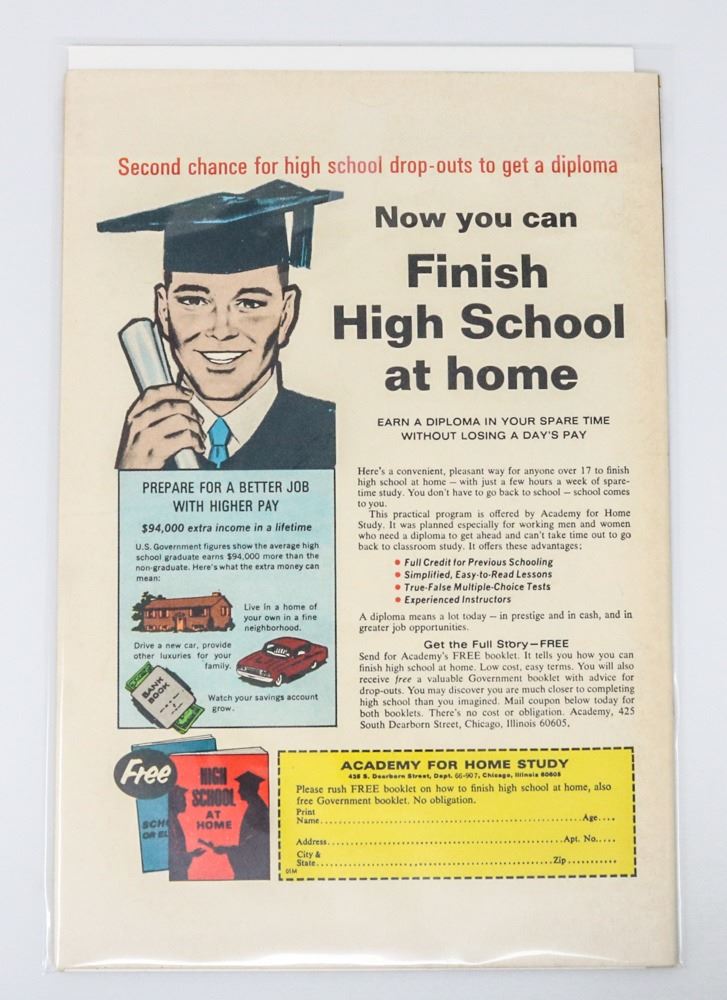 Second chance for high school drop-outs to get a diploma
Now you can
Finish
High School
at home
EARN A DIPLOMA IN YOUR SPARE TIME
WITHOUT LOSING A DAY'S PAY
PREPARE FOR A BETTER JOB
WITH HIGHER PAY
$94,000 extra income in a lifetime
U.S. Government figures show the average high
school graduate earns $94,000 more than the
non-graduate. Here's what the extra money can
mean:
Live in a home of
your own in a fine
neighborhood.
Drive a new car, provide
other luxuries for your
family.
BANK
BOOK
Watch your savings account
grow.
Here's a convenient, pleasant way for anyone over 17 to finish
high school at home — with just a few hours a week of spare-
time study. You don't have to go back to school — school comes
to you.
This practical program is offered by Academy for Home
Study. It was planned especially for working men and women
who need a diploma to get ahead and can't take time out to go
back to classroom study. It offers these advantages:
• Full Credit for Previous Schooling
• Simplified, Easy-to-Read Lessons
• True-False Multiple-Choice Tests
• Experienced Instructors
A diploma means a lot today — in prestige and in cash, and in
greater job opportunities.
Get the Full Story—FREE
Send for Academy's FREE booklet. It tells you how you can
finish high school at home. Low cost, easy terms. You will also
receive free a valuable Government booklet with advice for
drop-outs. You may discover you are much closer to completing
high school than you imagined. Mail coupon below today for
both booklets. There's no cost or obligation. Academy, 425
South Dearborn Street, Chicago, Illinois 60605.
Free
SCH
OR EL
HIGH
SCHOOL
AT
HOME
ACADEMY FOR HOME STUDY
425 S. Dearborn Street, Dept. 66-907, Chicago, Illinois 60605
Please rush FREE booklet on how to finish high school at home, also
free Government booklet. No obligation.
Print
Name.....Age....
Address.....Apt. No.....
City &
State.....Zip..........
01M